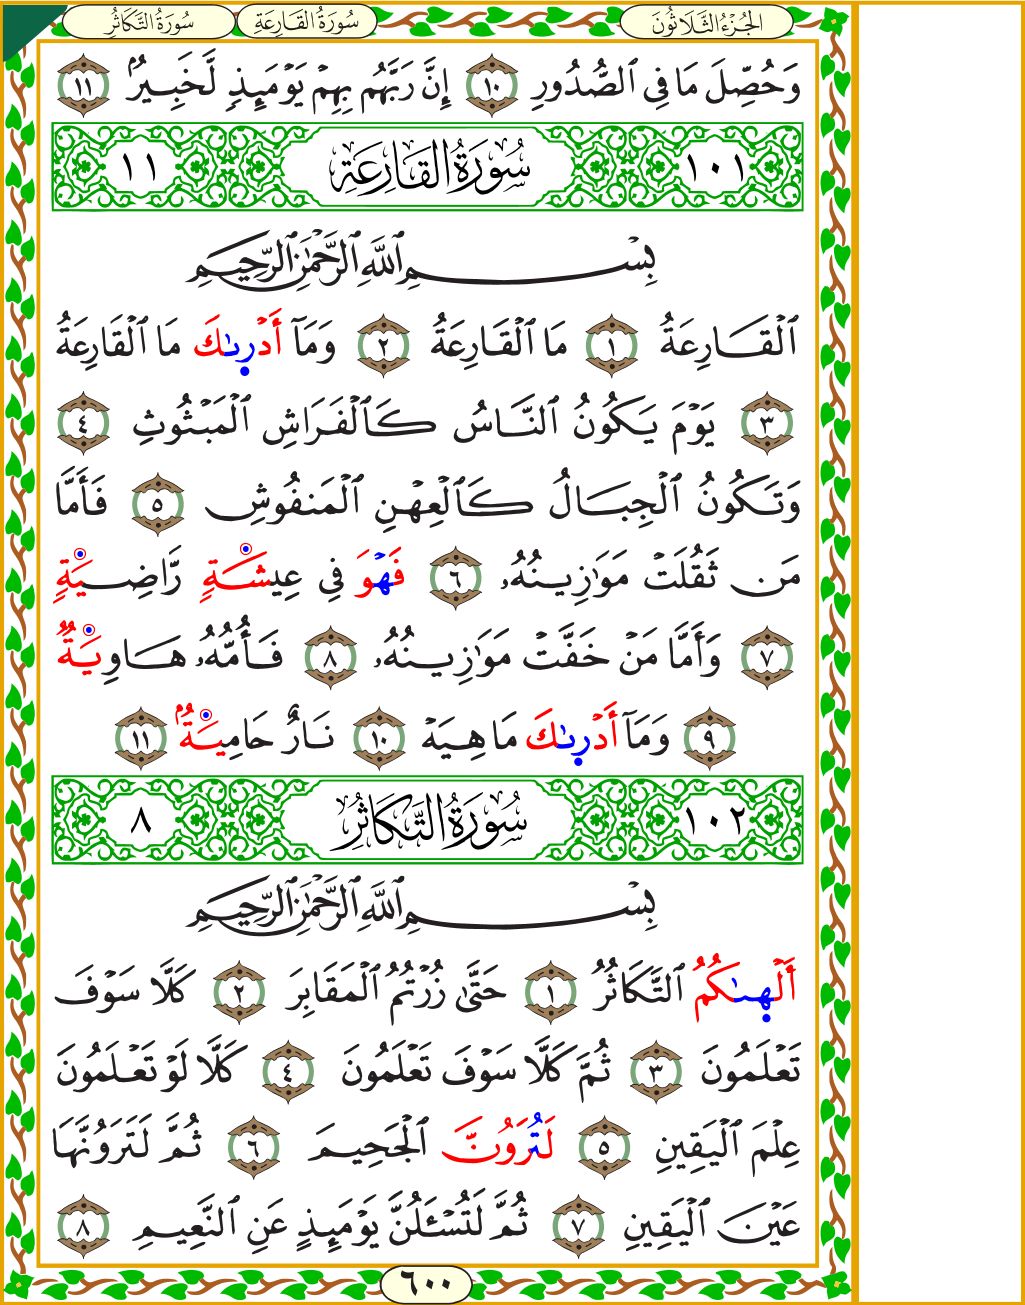 الجُزْءُ الثَّلَاثُونَ سُورَةُ القَارِعَةِ سُورَةُ التَّكَاثُرِ
وَحُصِّلَ مَا فِى ٱلصُّدُورِ ١٠ إِنَّ رَبَّهُم بِهِمۡ يَوۡمَئِذٖ لَّخَبِيرُۢ ١١
١٠١ سُورَةُ القَارِعَةِ ١١
بِسۡمِ ٱللَّهِ ٱلرَّحۡمَٰنِ ٱلرَّحِيمِ
ٱلۡقَارِعَةُ ١ مَا ٱلۡقَارِعَةُ ٢ وَمَآ أَدۡرىٰكَ مَا ٱلۡقَارِعَةُ
٣ يَوۡمَ يَكُونُ ٱلنَّاسُ كَٱلۡفَرَاشِ ٱلۡمَبۡثُوثِ ٤
وَتَكُونُ ٱلۡجِبَالُ كَٱلۡعِهۡنِ ٱلۡمَنفُوشِ ٥ فَأَمَّا
مَن ثَقُلَتۡ مَوَٰزِينُهُۥ ٦ فَهۡوَ فِى عِيشَةٖ رَّاضِيَةٖ
٧ وَأَمَّا مَنۡ خَفَّتۡ مَوَٰزِينُهُۥ ٨ فَأُمُّهُۥ هَاوِيَةٞ
٩ وَمَآ أَدۡرىٰكَ مَا هِيَهۡ ١٠ نَارٌ حَامِيَةُۢ ١١
١٠٢ سُورَةُ التَّكَاثُرِ ٨
بِسۡمِ ٱللَّهِ ٱلرَّحۡمَٰنِ ٱلرَّحِيمِ
أَلۡهىٰكُمُ ٱلتَّكَاثُرُ ١ حَتَّىٰ زُرۡتُمُ ٱلۡمَقَابِرَ ٢ كَلَّا سَوۡفَ
تَعۡلَمُونَ ٣ ثُمَّ كَلَّا سَوۡفَ تَعۡلَمُونَ ٤ كَلَّا لَوۡ تَعۡلَمُونَ
عِلۡمَ ٱلۡيَقِينِ ٥ لَتُرَوُنَّ ٱلۡجَحِيمَ ٦ ثُمَّ لَتَرَوُنَّهَا
عَيۡنَ ٱلۡيَقِينِ ٧ ثُمَّ لَتُسۡـَٔلُنَّ يَوۡمَئِذٍ عَنِ ٱلنَّعِيمِ ٨
٦٠٠